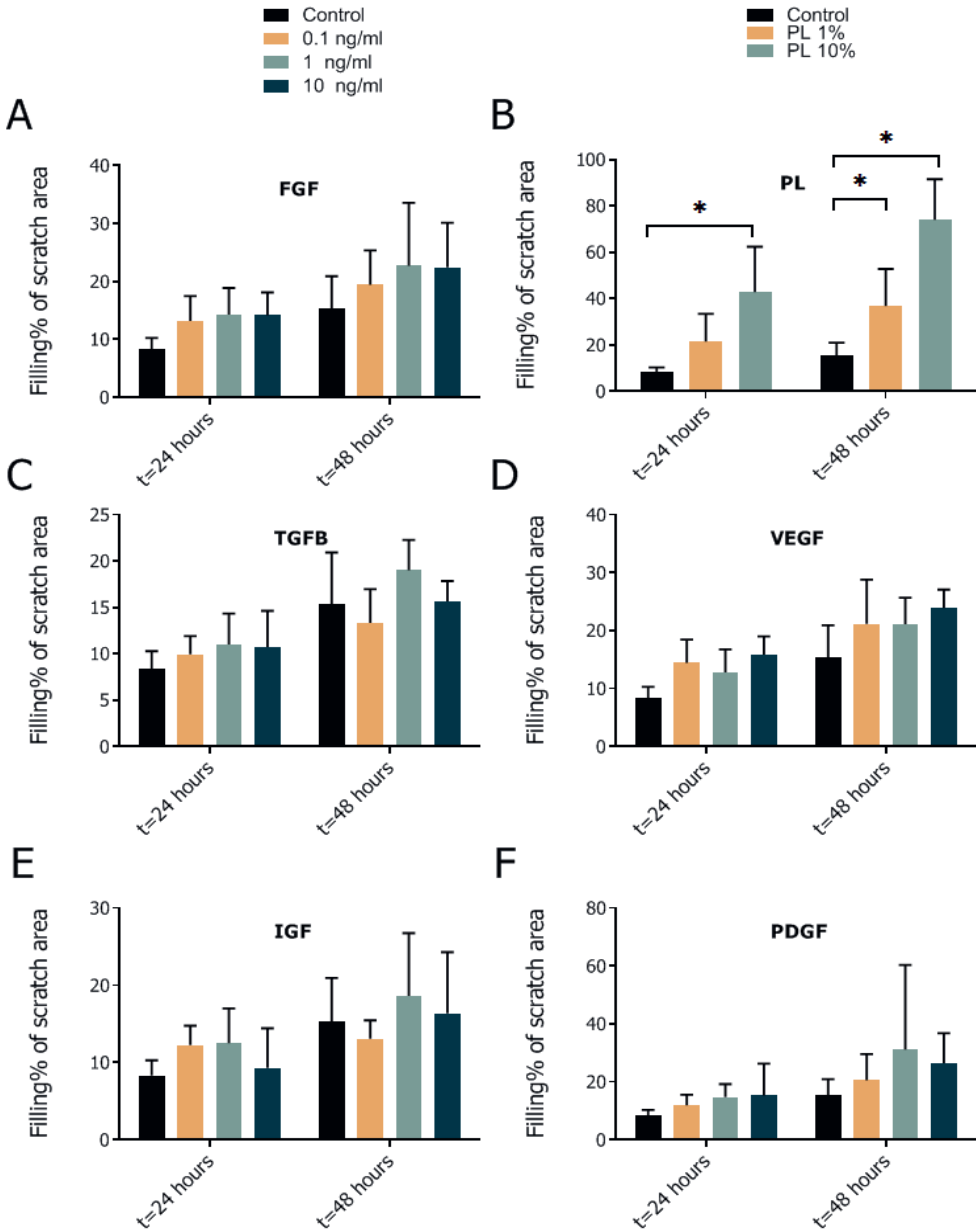 Control
0.1 ng/ml
1 ng/ml
10 ng/ml
Control
PL 1%
PL 10%
A
FGF
Filling% of scratch area
40
30
20
10
0
t=24 hours
t=48 hours
B
PL
Filling% of scratch area
100
80
60
40
20
0
*
*
*
t=24 hours
t=48 hours
C
TGFB
Filling% of scratch area
25
20
15
10
5
0
t=24 hours
t=48 hours
D
VEGF
Filling% of scratch area
40
30
20
10
0
t=24 hours
t=48 hours
E
IGF
Filling% of scratch area
30
20
10
0
t=24 hours
t=48 hours
F
PDGF
Filling% of scratch area
80
60
40
20
0
t=24 hours
t=48 hours